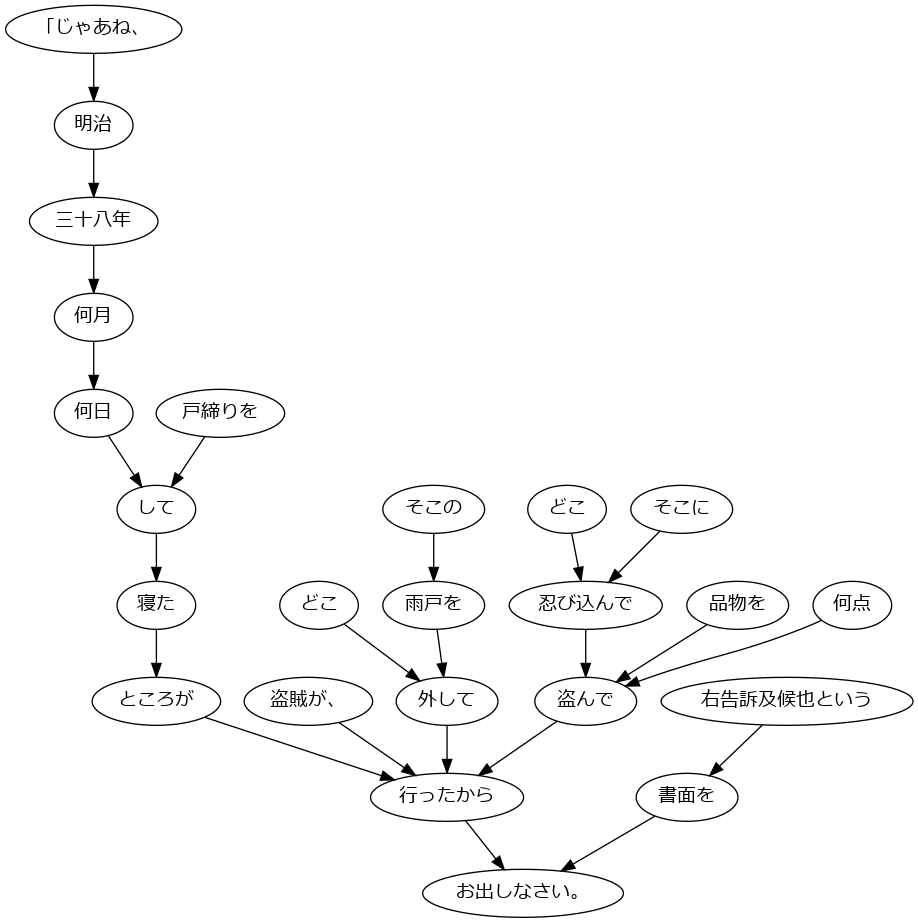 「じゃあね、
明治
三十八年
何月
何日
戸締りを
して
そこの
どこ
そこに
寝た
どこ
雨戸を
忍び込んで
品物を
何点
ところが
盗賊が、
外して
盗んで
右告訴及候也という
行ったから
書面を
お出しなさい。